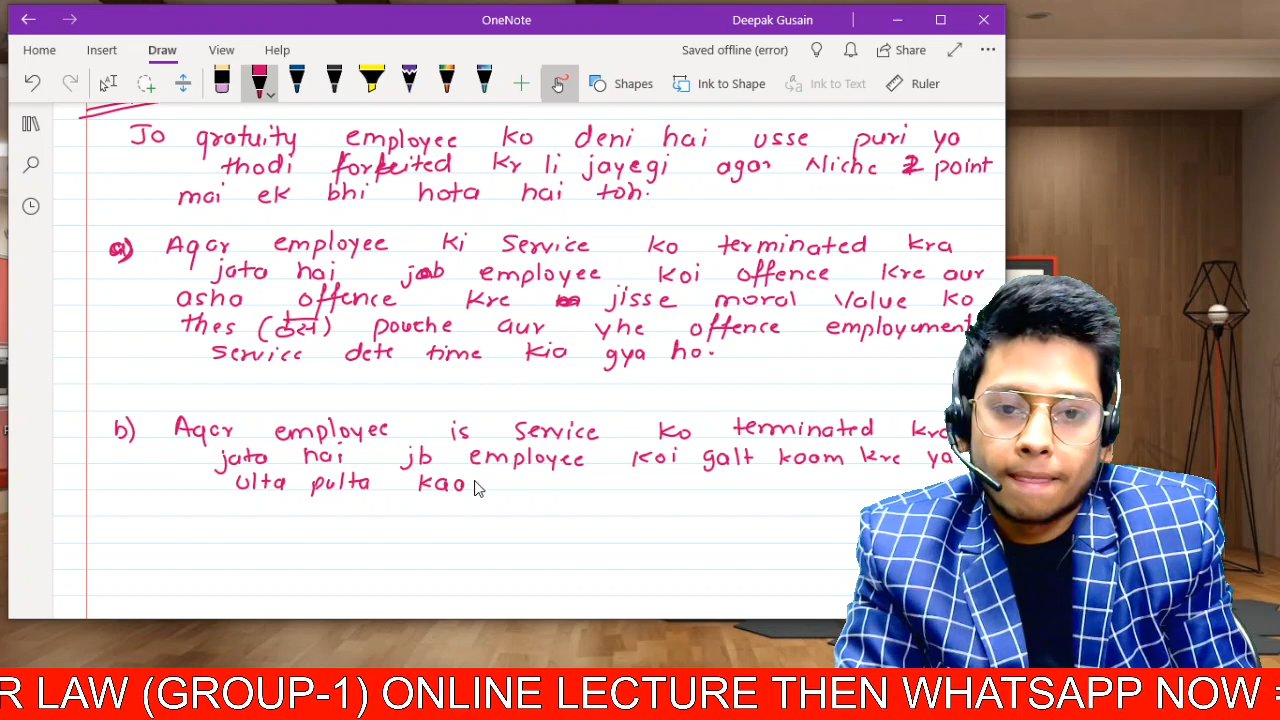 OneNote
Deepak Gusain
Home Insert Draw View Help
Saved offline (error)
Share
Shapes
Ink to Shape
Ink to Text
Ruler
Jo gratuity employee ko deni hai usse puri ya
thodi forfeited kr li jayegi agar Niche 2 point
mai ek bhi hota hai toh.
a) Agar employee ki Service ko terminated kra
jata hai jab employee koi offence kre aur
asha offence kre jisse moral value ko
thes (ठेस) pouche aur yhe offence employument
service dete time kia gya ho.
b) Agar employee is service ko terminated kra
jata hai jb employee koi galt kaam kre ya
ulta pulta kao
R LAW (GROUP-1) ONLINE LECTURE THEN WHATSAPP NOW =